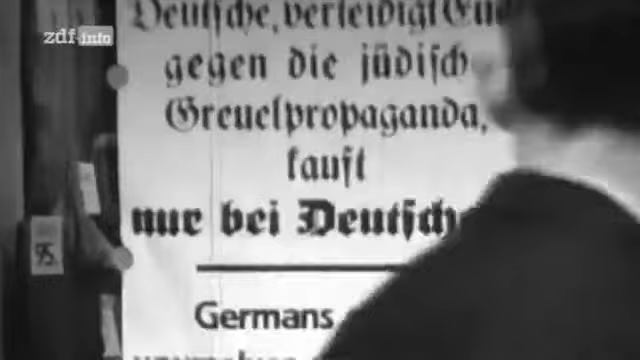 zdf-info
Deutsche, verteidigt Eu
gegen die jüdisch
Greuelpropaganda,
kauft
nur bei Deutsch
Germans
95.